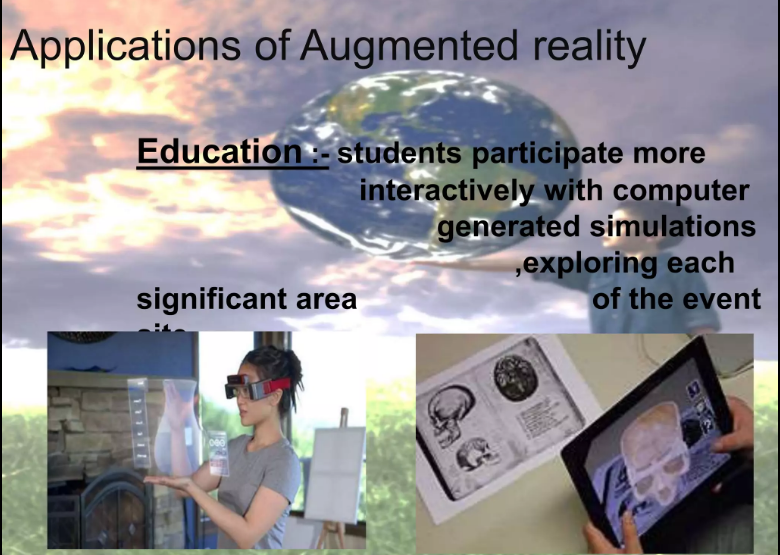 Applications of Augmented reality
Education :- students participate more
interactively with computer
generated simulations
,exploring each
significant area of the event